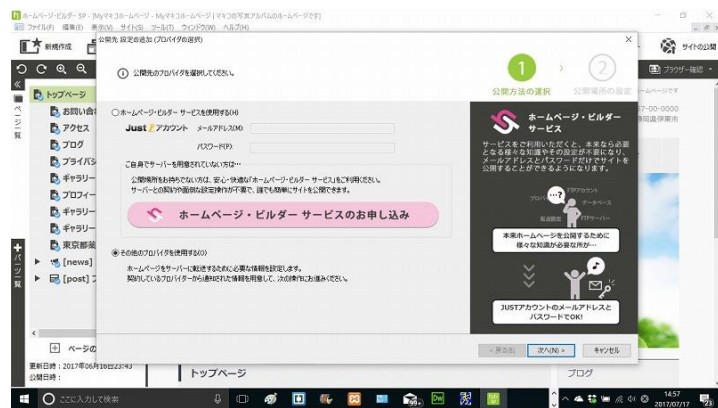 ホームページ・ビルダー SP - [Myマキコホームページ - Myマキコホームページ | マキコの写真アルバムのホームページです]
ファイル(F) 編集(E) 表示(V) サイト(S) ツール(T) ウィンドウ(W) ヘルプ(H)
新規作成
サイトの公開
公開先 設定の追加 (プロバイダの選択)
公開先のプロバイダを選択してください。
1
2
公開方法の選択
公開場所の設定
ブラウザー確認
トップページ
お問い合
アクセス
ブログ
プライバシ
ギャラリー
プロフィー
ギャラリー
ギャラリー
東京都薬
[news]
[post]
ページ一覧
パーツ一覧
ホームページ・ビルダー サービスを使用する(H)
Just アカウント メールアドレス(M)
パスワード(P)
ご自身でサーバーを用意されていない方は…
公開場所をお持ちでない方は、安心・快適な「ホームページ・ビルダー サービス」をご利用ください。
サーバーとの契約や面倒な設定操作が不要で、誰でも簡単にサイトを公開できます。
ホームページ・ビルダー サービスのお申し込み
その他のプロバイダを使用する(O)
ホームページをサーバーに転送するために必要な情報を設定します。
契約しているプロバイダーから通知された情報を用意して、次の操作にお進みください。
ホームページ・ビルダー
サービス
サービスをご利用いただくと、本来なら必要
となる様々な知識やその設定が不要になり、
メールアドレスとパスワードだけでサイトを
公開することができるようになります。
FTPアカウント
データベース
転送設定
FTPサーバー
本来ホームページを公開するために
様々な知識が必要な所が…
JUSTアカウントのメールアドレスと
パスワードでOK!
< 戻る(B)
次へ(N) >
キャンセル
ページの
更新日時：2017年06月16日23:43
公開日時：
トップページ
ブログ
ここに入力して検索
99+
Dw
14:57
2017/07/17